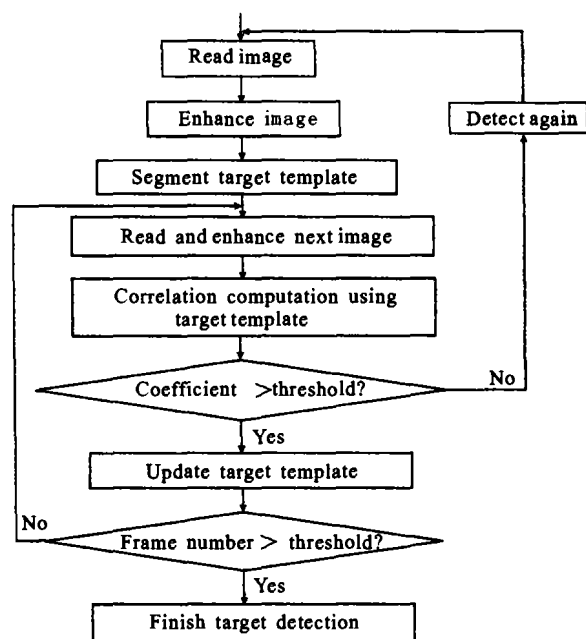 Read image
Enhance image
Detect again
Segment target template
Read and enhance next image
Correlation computation using
target template
Coefficient >threshold?
No
Yes
Update target template
No
Frame number > threshold?
Yes
Finish target detection